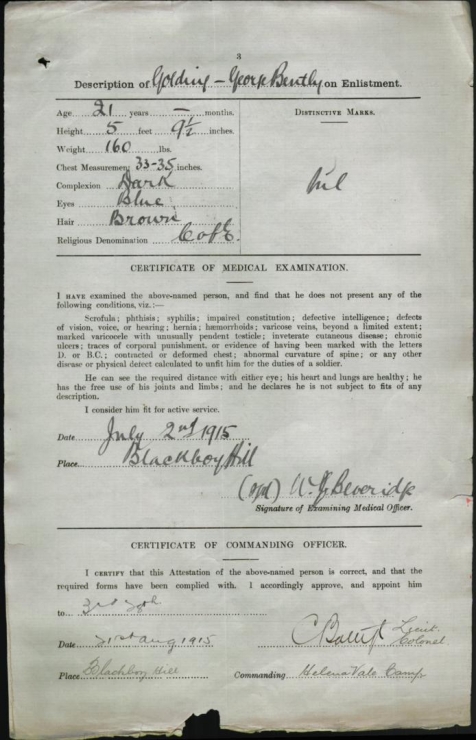 3
Description of Golding – George Bently on Enlistment.
Age 21 years — months.
Height 5 feet 9½ inches.
Weight 160 lbs.
Chest Measurement 33-35 inches.
Complexion Dark
Eyes Blue
Hair Brown
Religious Denomination C of E.
DISTINCTIVE MARKS.
Nil
CERTIFICATE OF MEDICAL EXAMINATION.
I HAVE examined the above-named person, and find that he does not present any of the
following conditions, viz.:—
Scrofula; phthisis; syphilis; impaired constitution; defective intelligence; defects
of vision, voice, or hearing; hernia; hæmorrhoids; varicose veins, beyond a limited extent;
marked varicocele with unusually pendent testicle; inveterate cutaneous disease; chronic
ulcers; traces of corporal punishment, or evidence of having been marked with the letters
D. or B.C.; contracted or deformed chest; abnormal curvature of spine; or any other
disease or physical defect calculated to unfit him for the duties of a soldier.
He can see the required distance with either eye; his heart and lungs are healthy; he
has the free use of his joints and limbs; and he declares he is not subject to fits of any
description.
I consider him fit for active service.
Date July 2nd 1915
Place Blackboy Hill
W. Beveridge
Signature of Examining Medical Officer.
CERTIFICATE OF COMMANDING OFFICER.
I CERTIFY that this Attestation of the above-named person is correct, and that the
required forms have been complied with. I accordingly approve, and appoint him
to
Date 21st aug 1915
Lieut.
Colonel
Place Blackboy Hill
Commanding Helena Vale Camp